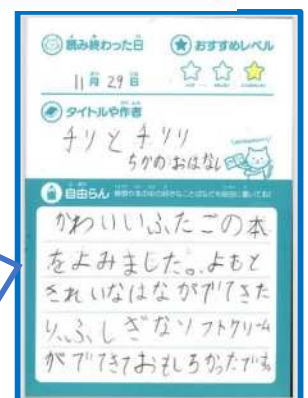 読み終わった日
おすすめレベル
11月29日
タイトルや作者
チリとチリリ
ちかのおはなし
自由らん
かわいいふたごの本
をよみました。よもと
きれいなはながでてきた
り、ふしぎなソフトクリーム
がでてきておもしろかったです。